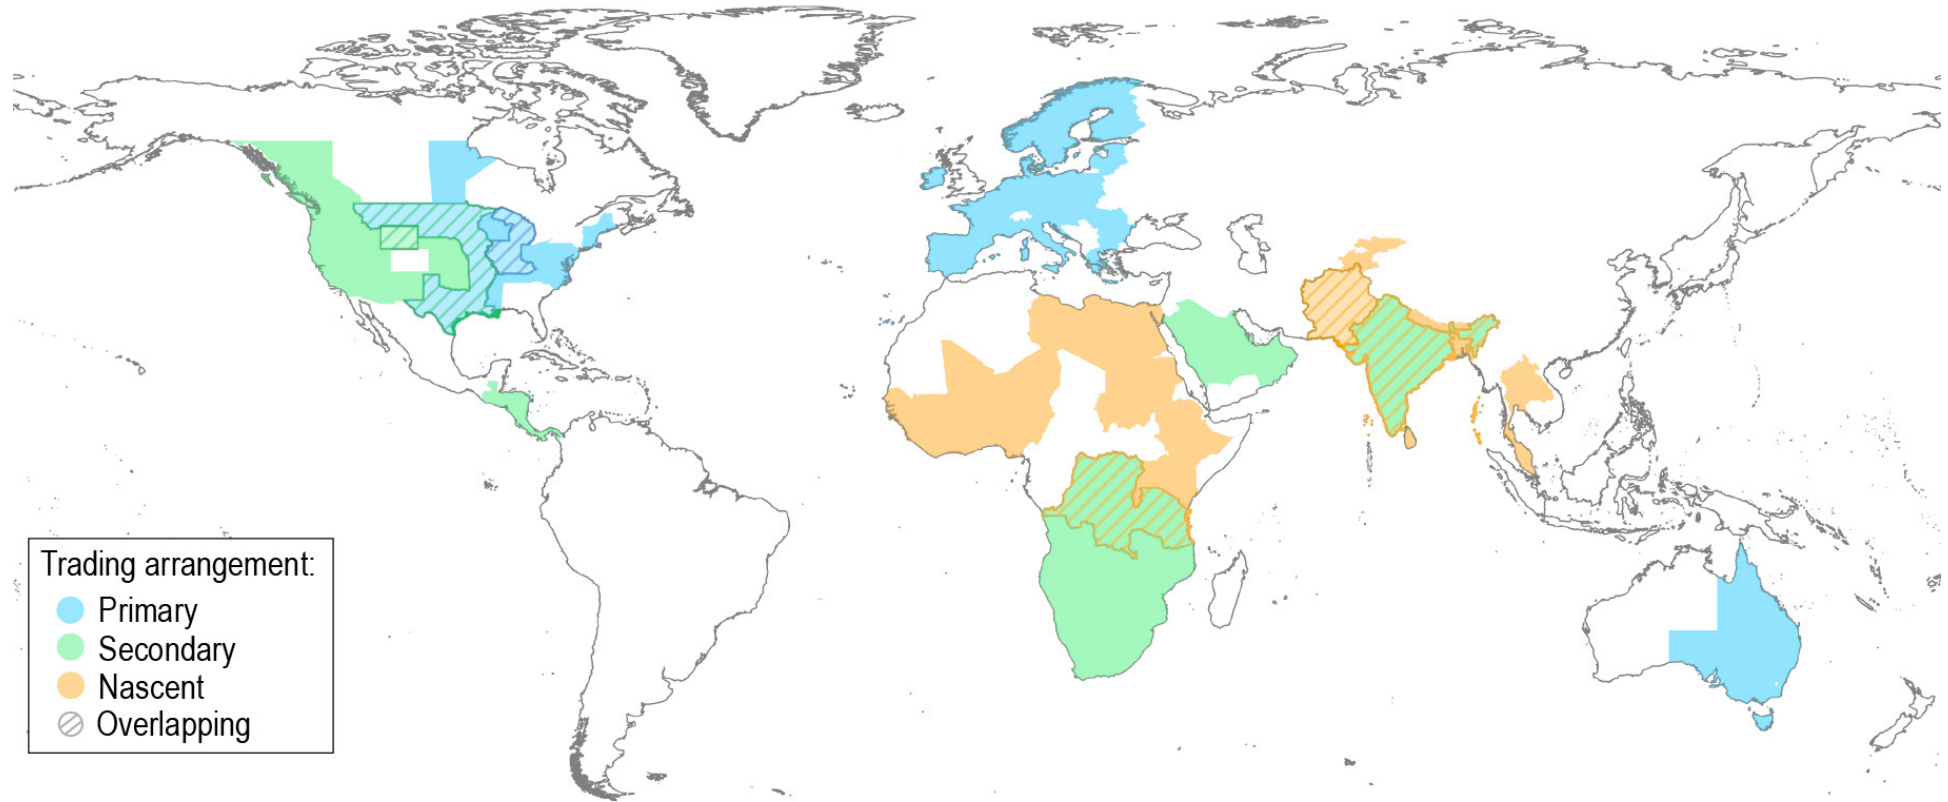 Trading arrangement:
Primary
Secondary
Nascent
Overlapping